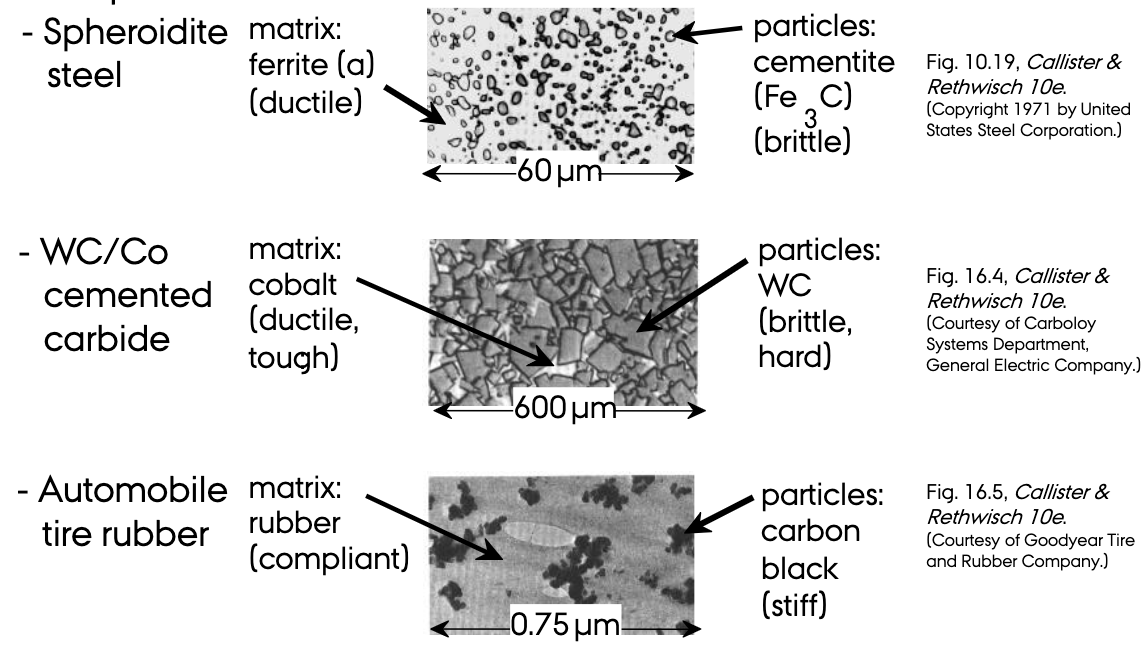 - Spheroidite
steel
matrix:
ferrite (a)
(ductile)
60 µm
particles:
cementite
(Fe3C)
(brittle)
Fig. 10.19, Callister &
Rethwisch 10e.
(Copyright 1971 by United
States Steel Corporation.)
- WC/Co
cemented
carbide
matrix:
cobalt
(ductile,
tough)
600 µm
particles:
WC
(brittle,
hard)
Fig. 16.4, Callister &
Rethwisch 10e.
(Courtesy of Carboloy
Systems Department,
General Electric Company.)
- Automobile
tire rubber
matrix:
rubber
(compliant)
0.75 µm
particles:
carbon
black
(stiff)
Fig. 16.5, Callister &
Rethwisch 10e.
(Courtesy of Goodyear Tire
and Rubber Company.)